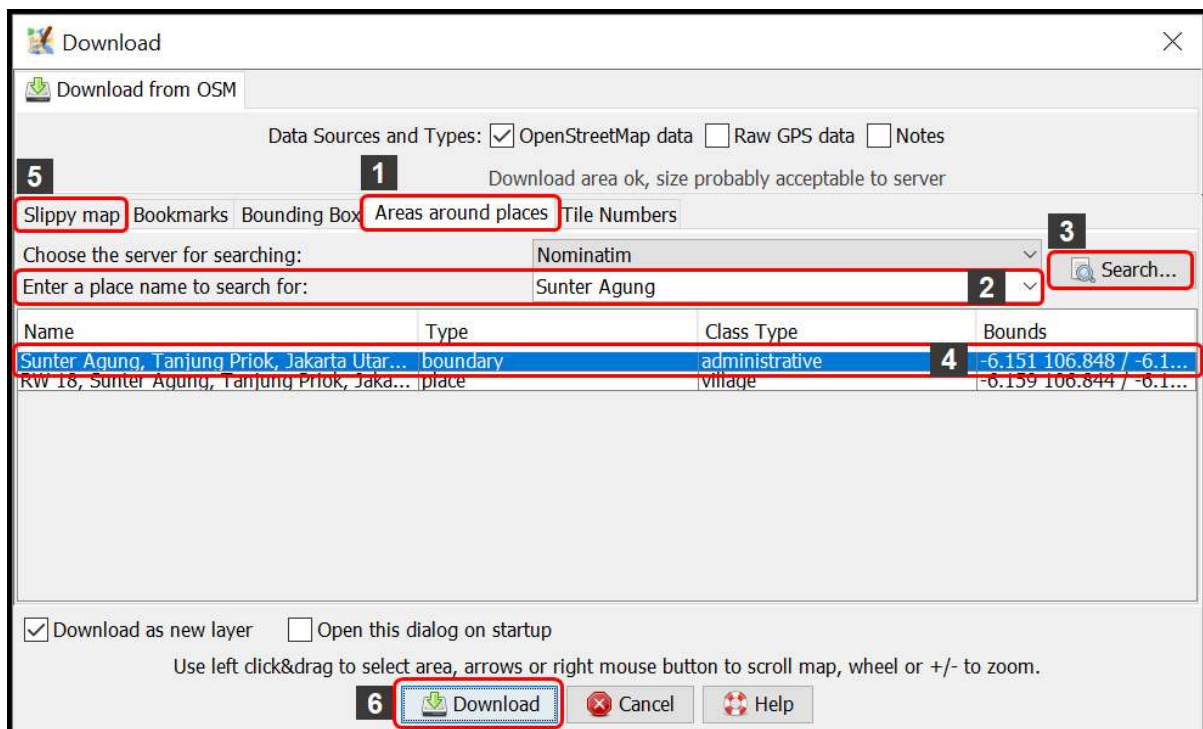 Download
Download from OSM
Data Sources and Types: OpenStreetMap data Raw GPS data Notes
5 1 Download area ok, size probably acceptable to server
Slippy map Bookmarks Bounding Box Areas around places Tile Numbers
3
Choose the server for searching: Nominatim
Search...
Enter a place name to search for: Sunter Agung 2
Name Type Class Type Bounds
Sunter Agung, Tanjung Priok, Jakarta Utar... boundary administrative 4 -6.151 106.848 / -6.1...
RW 18, Sunter Agung, Tanjung Priok, Jaka... place village -6.159 106.844 / -6.1...
Download as new layer Open this dialog on startup
Use left click&drag to select area, arrows or right mouse button to scroll map, wheel or +/- to zoom.
6 Download Cancel Help